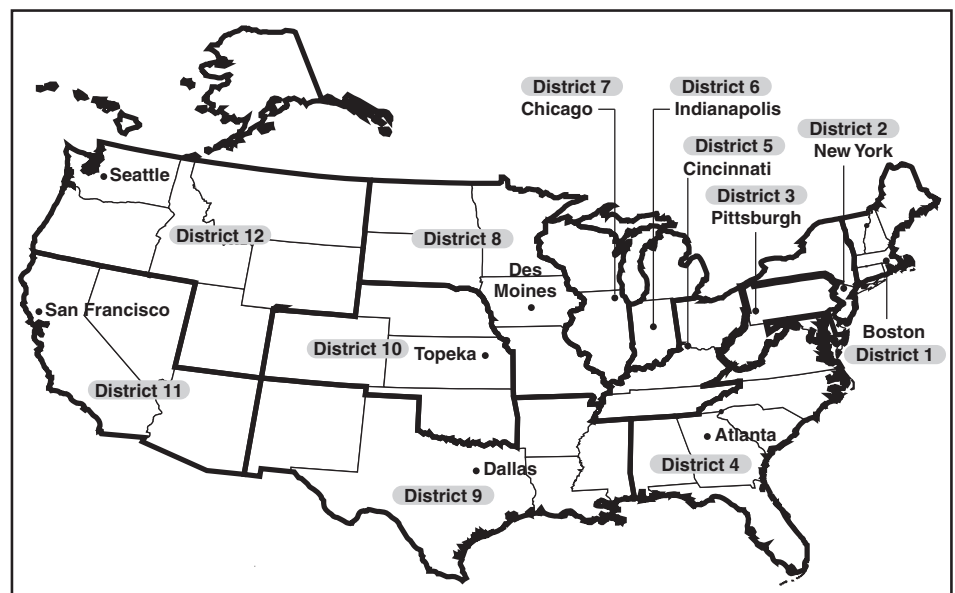 District 7
Chicago
District 6
Indianapolis
District 5
Cincinnati
District 2
New York
District 3
Pittsburgh
Seattle
District 12
District 8
Des
Moines
San Francisco
Boston
District 1
District 10
Topeka
District 11
Atlanta
District 4
Dallas
District 9